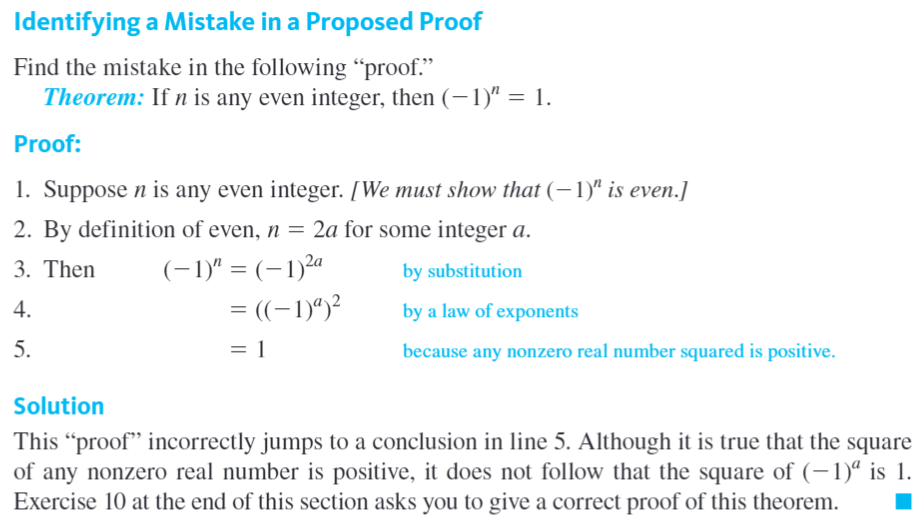 Identifying a Mistake in a Proposed Proof
Find the mistake in the following “proof.”
Theorem: If n is any even integer, then (−1)ⁿ = 1.
Proof:
1. Suppose n is any even integer. [We must show that (−1)ⁿ is even.]
2. By definition of even, n = 2a for some integer a.
3. Then (−1)ⁿ = (−1)²ᵃ by substitution
4. = ((−1)ᵃ)² by a law of exponents
5. = 1 because any nonzero real number squared is positive.
Solution
This “proof” incorrectly jumps to a conclusion in line 5. Although it is true that the square
of any nonzero real number is positive, it does not follow that the square of (−1)ᵃ is 1.
Exercise 10 at the end of this section asks you to give a correct proof of this theorem.